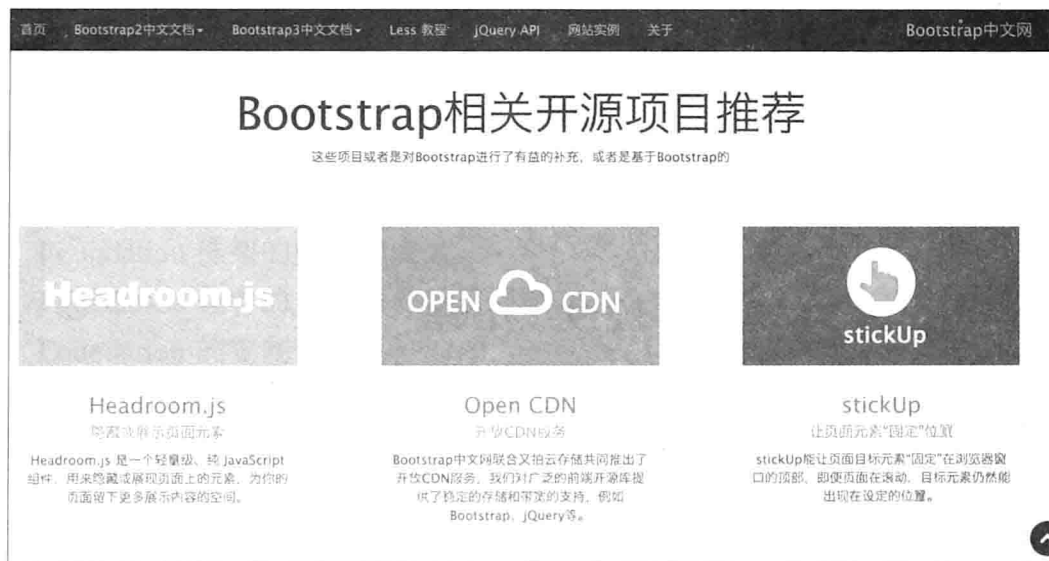 首页 Bootstrap2中文文档 Bootstrap3中文文档 Less 教程 jQuery API 网站实例 关于 Bootstrap中文网
Bootstrap相关开源项目推荐
这些项目或者是对Bootstrap进行了有益的补充，或者是基于Bootstrap的
Headroom.js
OPEN CDN
stickUp
Headroom.js
隐藏或展示页面元素
Headroom.js 是一个轻量级、纯 JavaScript
组件，用来隐藏或展现页面上的元素，为你的
页面留下更多展示内容的空间。
Open CDN
开放CDN服务
Bootstrap中文网联合又拍云存储共同推出了
开放CDN服务，我们对广泛的前端开源库提
供了稳定的存储和带宽的支持，例如
Bootstrap、jQuery等。
stickUp
让页面元素“固定”位置
stickUp能让页面目标元素“固定”在浏览器窗
口的顶部，即便页面在滚动，目标元素仍然能
出现在设定的位置。